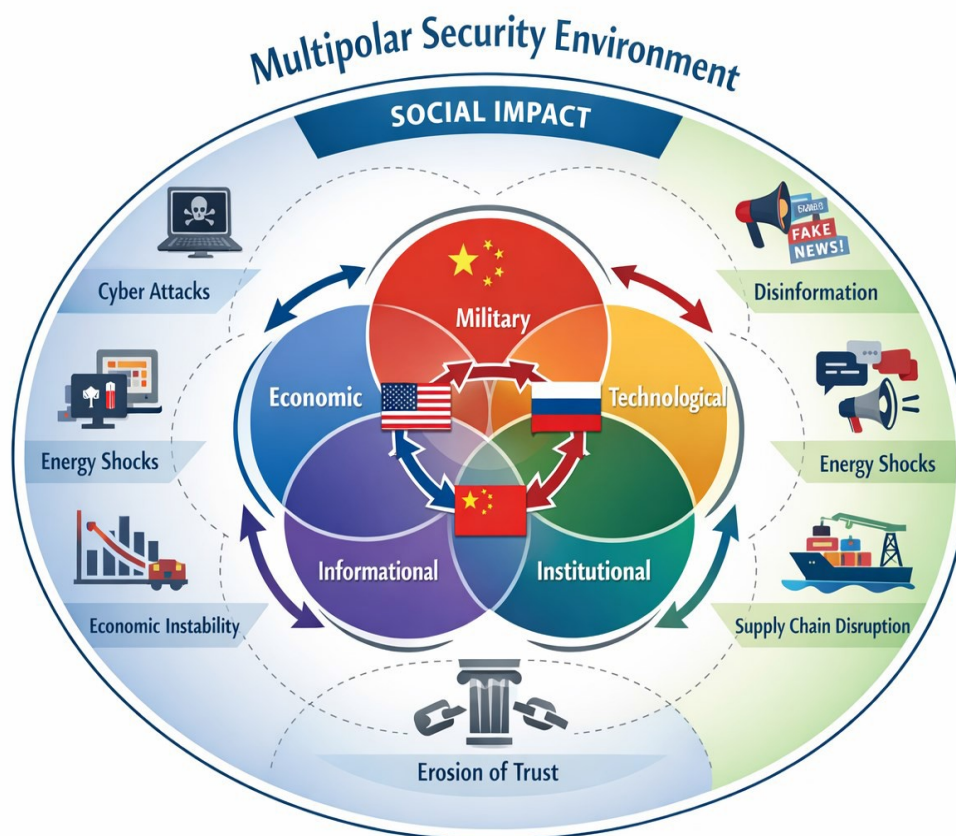 Multipolar Security Environment
SOCIAL IMPACT
Cyber Attacks
FAKE
NEWS!
Disinformation
Military
Economic
Technological
Energy Shocks
Energy Shocks
Informational
Institutional
Economic Instability
Supply Chain Disruption
Erosion of Trust